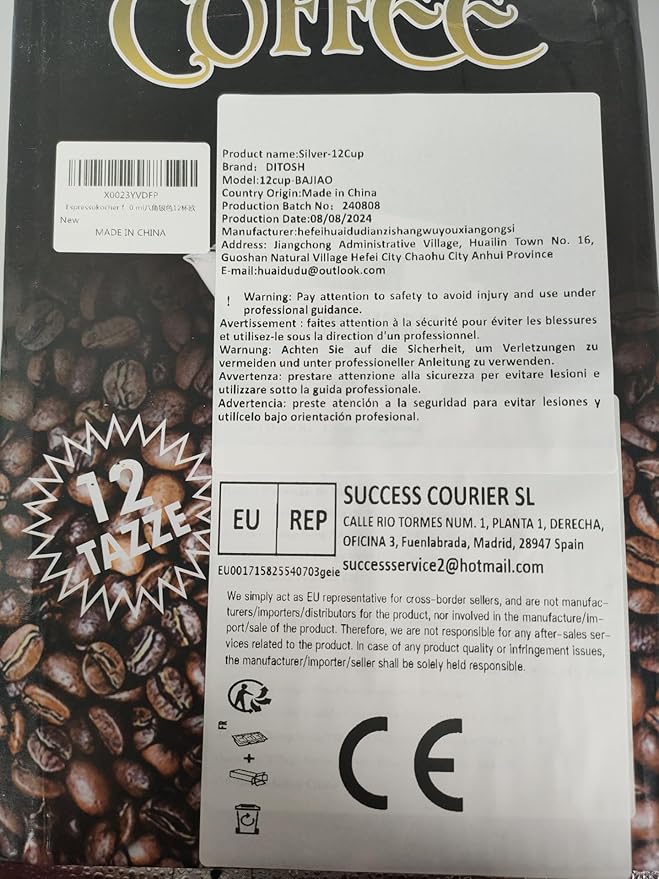 COFFEE
X0023YVDFP
New
MADE IN CHINA
Product name:Silver-12Cup
Brand: DITOSH
Model:12cup-BAJIAO
Country Origin:Made in China
Production Batch No: 240808
Production Date:08/08/2024
Manufacturer:hefeihuaidudianzishangwuyouxiangongsi
Address: Jiangchong Administrative Village, Huailin Town No. 16,
Guoshan Natural Village Hefei City Chaohu City Anhui Province
E-mail:huaidudu@outlook.com
! Warning: Pay attention to safety to avoid injury and use under
professional guidance.
Avertissement : faites attention à la sécurité pour éviter les blessures
et utilisez-le sous la direction d'un professionnel.
Warnung: Achten Sie auf die Sicherheit, um Verletzungen zu
vermeiden und unter professioneller Anleitung zu verwenden.
Avvertenza: prestare attenzione alla sicurezza per evitare lesioni e
utilizzare sotto la guida professionale.
Advertencia: preste atención a la seguridad para evitar lesiones y
utilícelo bajo orientación profesional.
12
TAZZE
EU REP
SUCCESS COURIER SL
CALLE RIO TORMES NUM. 1, PLANTA 1, DERECHA,
OFICINA 3, Fuenlabrada, Madrid, 28947 Spain
EU001715825540703geie
successservice2@hotmail.com
We simply act as EU representative for cross-border sellers, and are not manufac-
turers/importers/distributors for the product, nor involved in the manufacture/im-
port/sale of the product. Therefore, we are not responsible for any after-sales ser-
vices related to the product. In case of any product quality or infringement issues,
the manufacturer/importer/seller shall be solely held responsible.
FR
+
CE